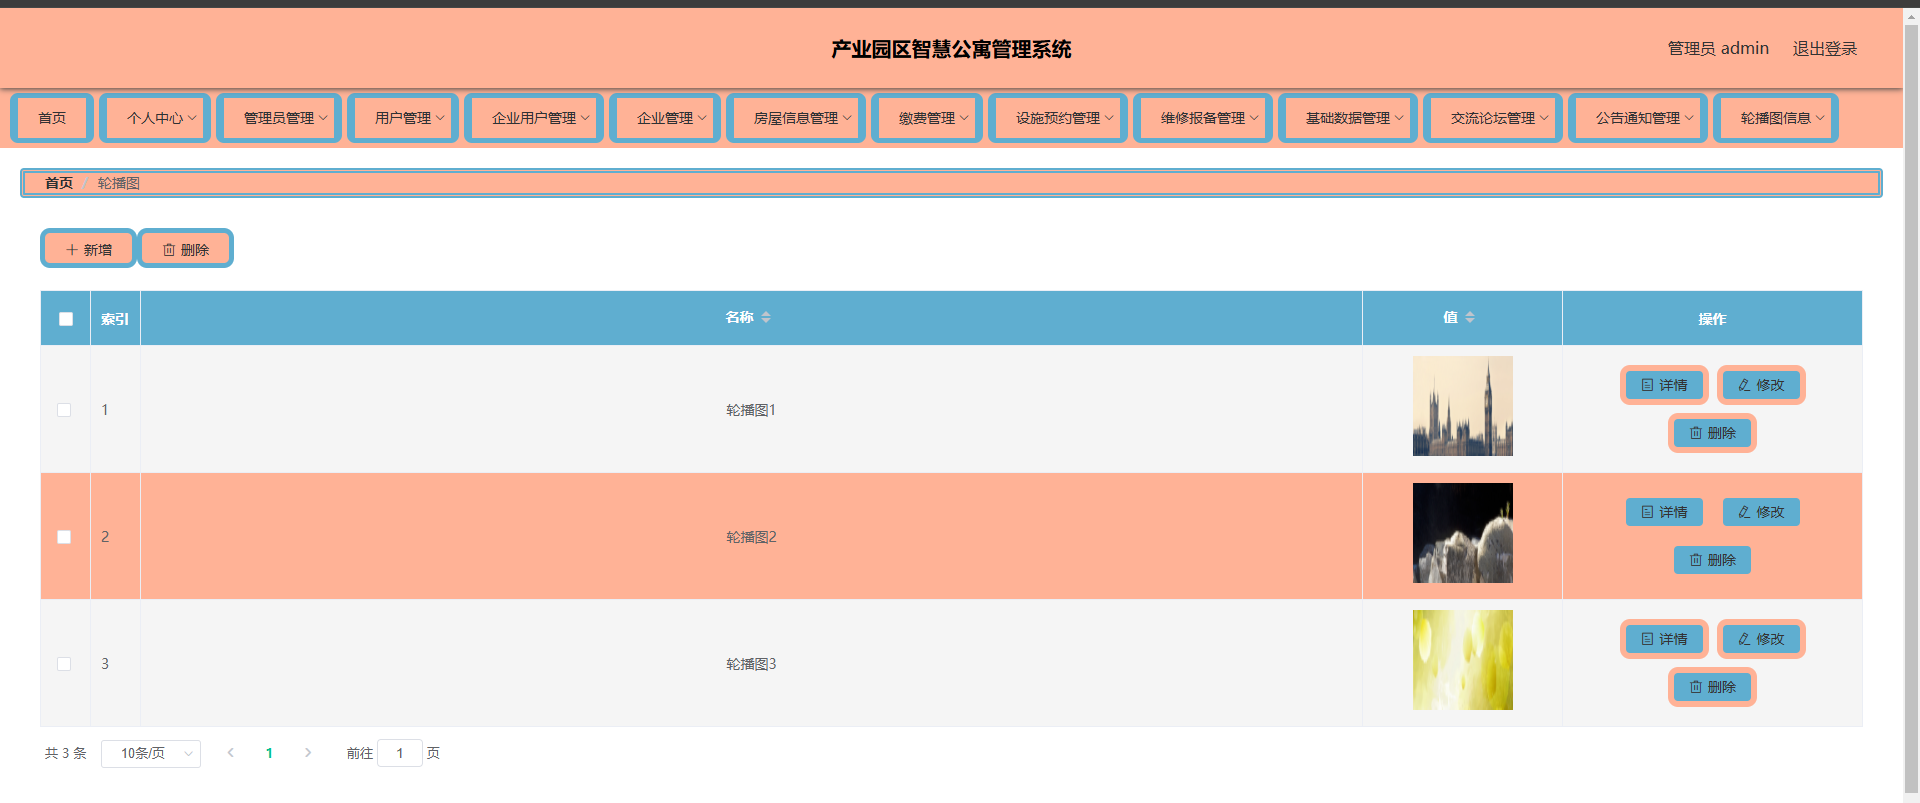 产业园区智慧公寓管理系统
管理员 admin 退出登录
首页 个人中心 管理员管理 用户管理 企业用户管理 企业管理 房屋信息管理 缴费管理 设施预约管理 维修报备管理 基础数据管理 交流论坛管理 公告通知管理 轮播图信息
首页 / 轮播图
新增 删除
索引 名称 值 操作
1 轮播图1 详情 修改
删除
2 轮播图2 详情 修改
删除
3 轮播图3 详情 修改
删除
共 3 条 10条/页 1 前往 1 页